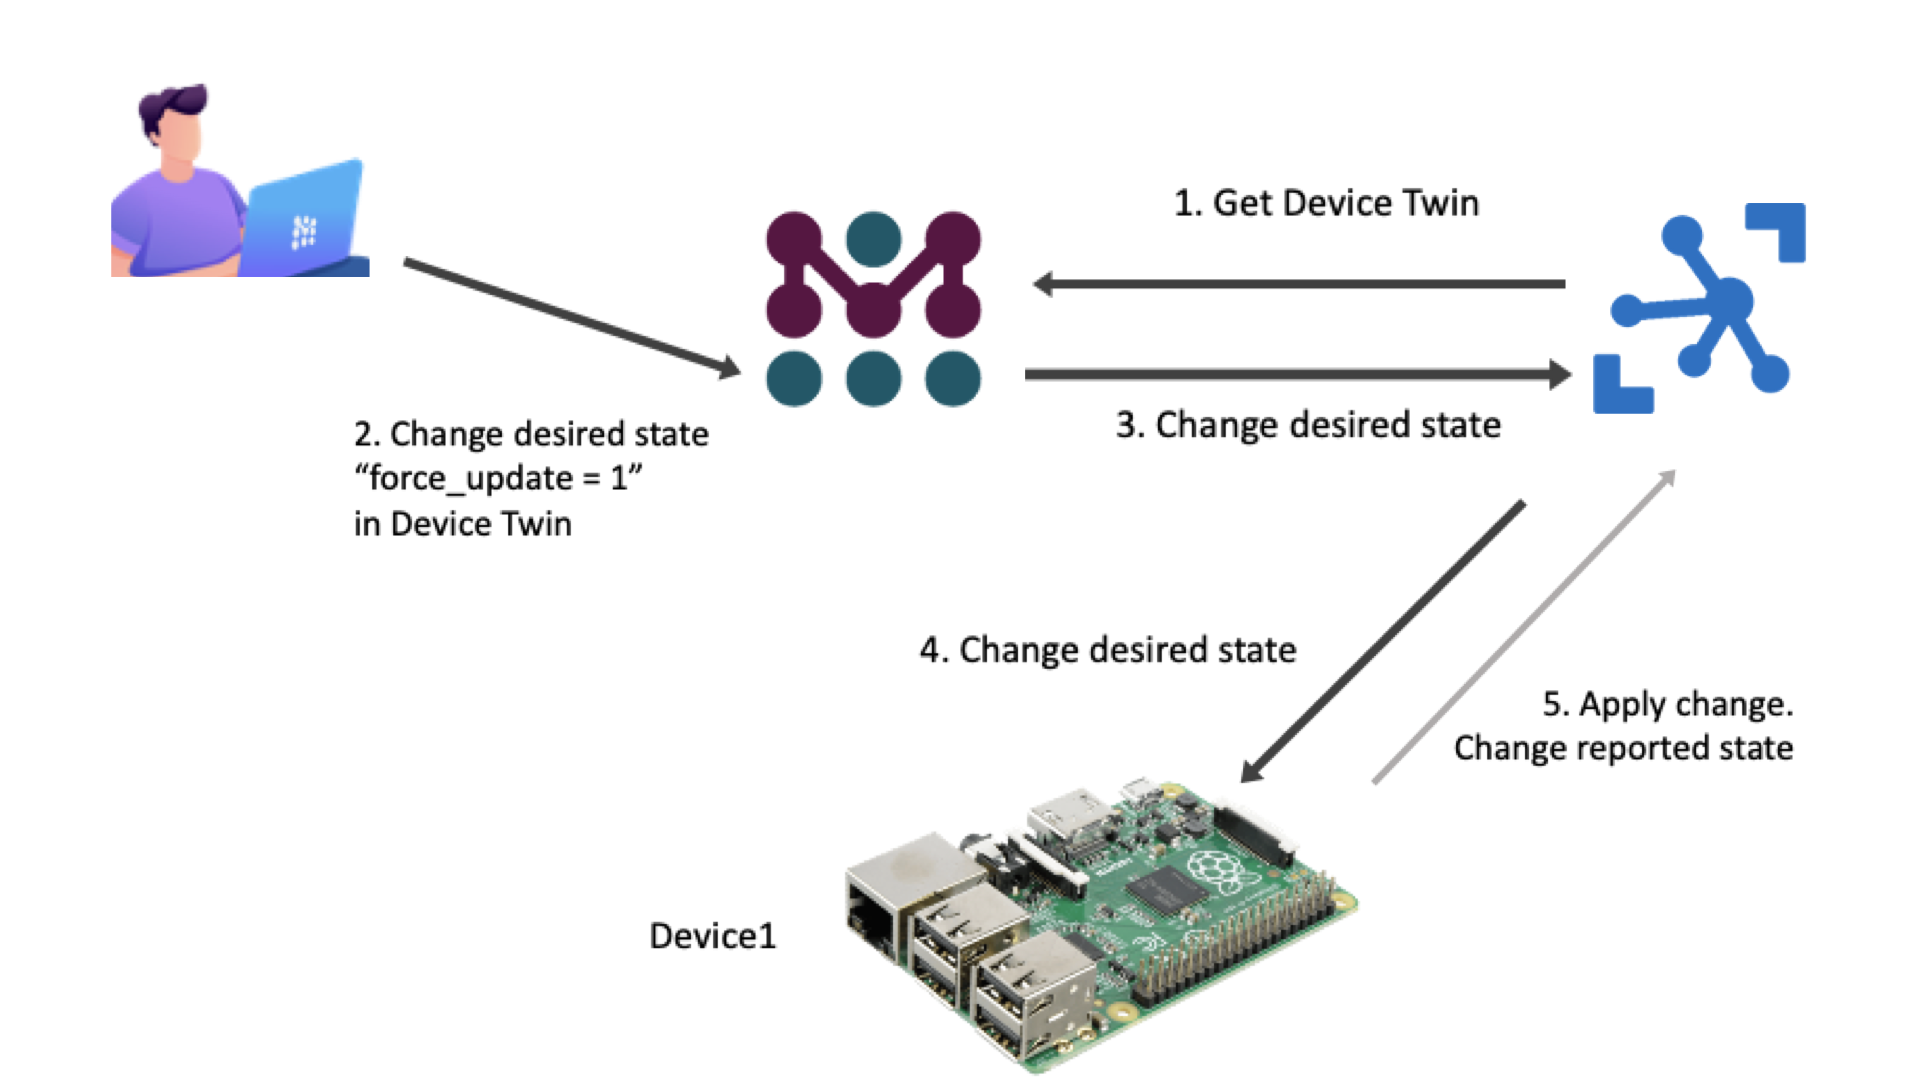 1. Get Device Twin
2. Change desired state
“force_update = 1”
in Device Twin
3. Change desired state
4. Change desired state
5. Apply change.
Change reported state
Device1